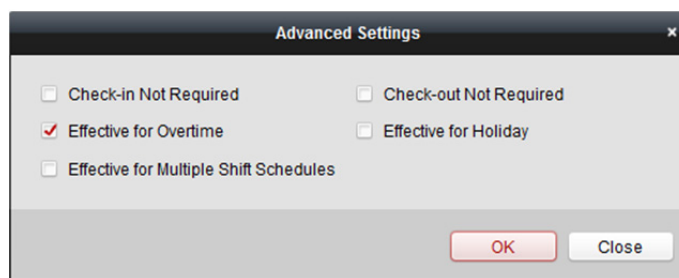 Advanced Settings
Check-in Not Required Check-out Not Required
Effective for Overtime Effective for Holiday
Effective for Multiple Shift Schedules
OK Close